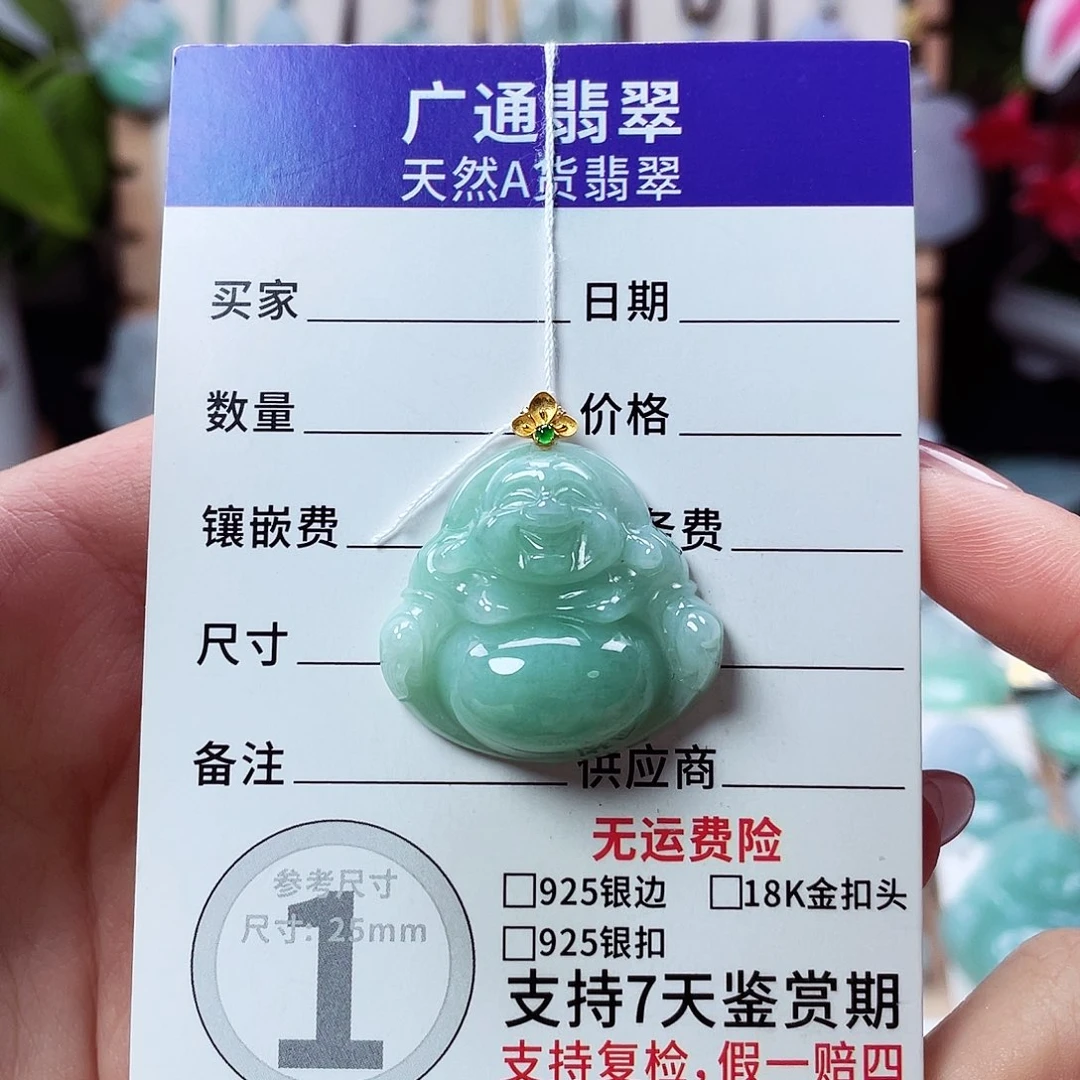 广通翡翠
天然A货翡翠
买家 日期
数量 价格
镶嵌费 费
尺寸
备注 供应商
无运费险
参考尺寸
尺寸: 25mm
1
□925银边 □18K金扣头
□925银扣
支持7天鉴赏期
支持复检,假一赔四